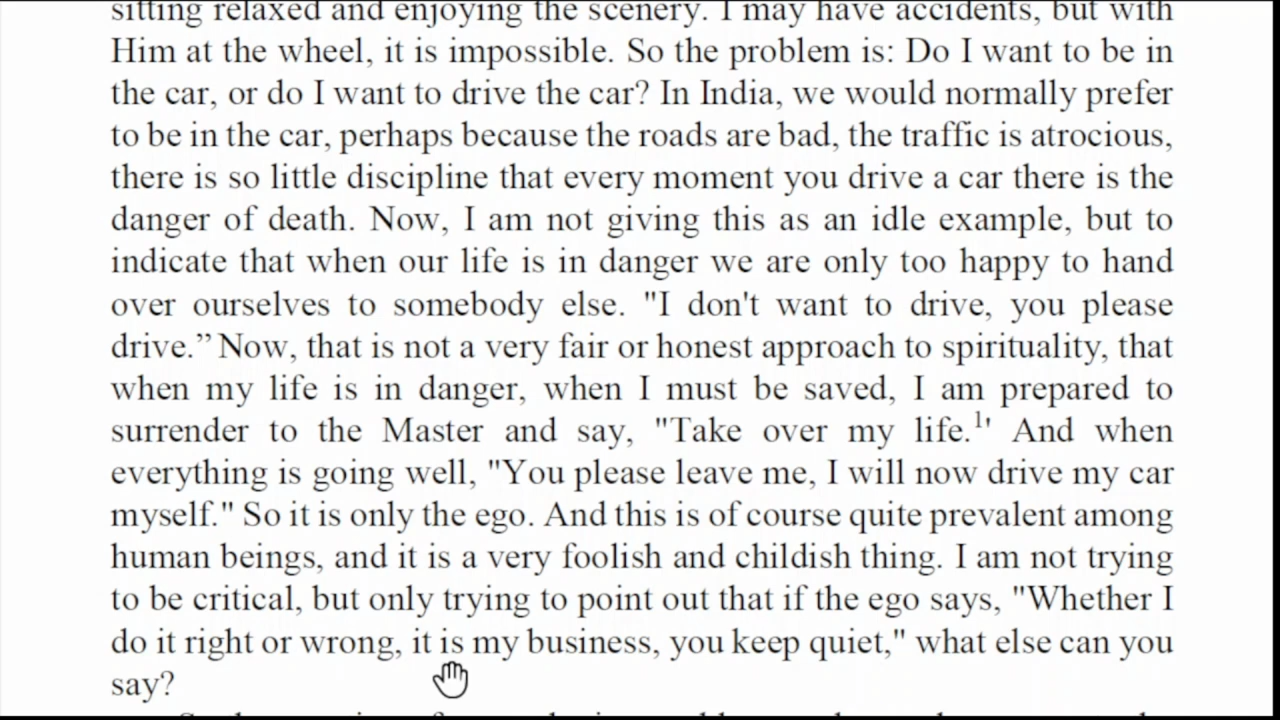 sitting relaxed and enjoying the scenery. I may have accidents, but with
Him at the wheel, it is impossible. So the problem is: Do I want to be in
the car, or do I want to drive the car? In India, we would normally prefer
to be in the car, perhaps because the roads are bad, the traffic is atrocious,
there is so little discipline that every moment you drive a car there is the
danger of death. Now, I am not giving this as an idle example, but to
indicate that when our life is in danger we are only too happy to hand
over ourselves to somebody else. "I don't want to drive, you please
drive.” Now, that is not a very fair or honest approach to spirituality, that
when my life is in danger, when I must be saved, I am prepared to
surrender to the Master and say, "Take over my life.¹' And when
everything is going well, "You please leave me, I will now drive my car
myself." So it is only the ego. And this is of course quite prevalent among
human beings, and it is a very foolish and childish thing. I am not trying
to be critical, but only trying to point out that if the ego says, "Whether I
do it right or wrong, it is my business, you keep quiet," what else can you
say?